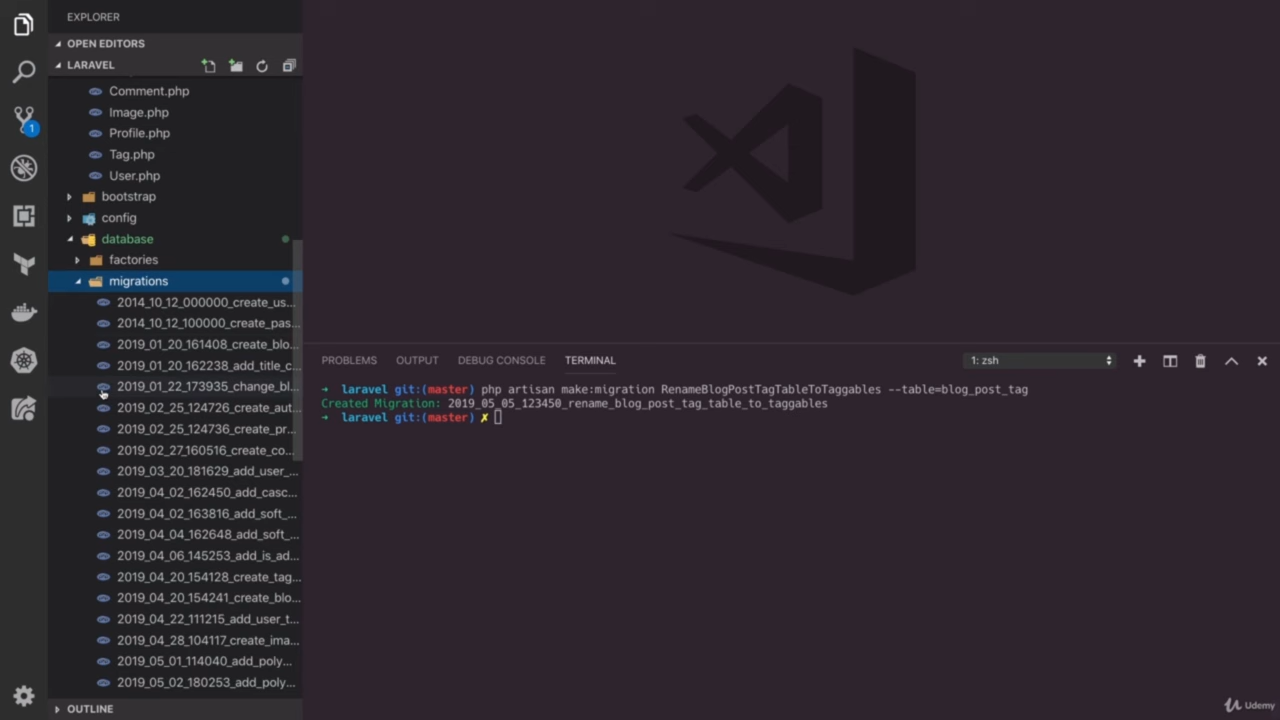 EXPLORER
OPEN EDITORS
LARAVEL
Comment.php
Image.php
Profile.php
Tag.php
User.php
bootstrap
config
database
factories
migrations
2014_10_12_000000_create_us...
2014_10_12_100000_create_pas...
2019_01_20_161408_create_blo...
2019_01_20_162238_add_title_c...
2019_01_22_173935_change_bl...
2019_02_25_124726_create_aut...
2019_02_25_124736_create_pr...
2019_02_27_160516_create_co...
2019_03_20_181629_add_user_...
2019_04_02_162450_add_casc...
2019_04_02_163816_add_soft_...
2019_04_04_162648_add_soft_...
2019_04_06_145253_add_is_ad...
2019_04_20_154128_create_tag...
2019_04_20_154241_create_blo...
2019_04_22_111215_add_user_t...
2019_04_28_104117_create_ima...
2019_05_01_114040_add_poly...
2019_05_02_180253_add_poly...
OUTLINE
1
PROBLEMS OUTPUT DEBUG CONSOLE TERMINAL 1: zsh
→ laravel git:(master) php artisan make:migration RenameBlogPostTagTableToTaggables --table=blog_post_tag
Created Migration: 2019_05_05_123450_rename_blog_post_tag_table_to_taggables
→ laravel git:(master) ✗
Udemy